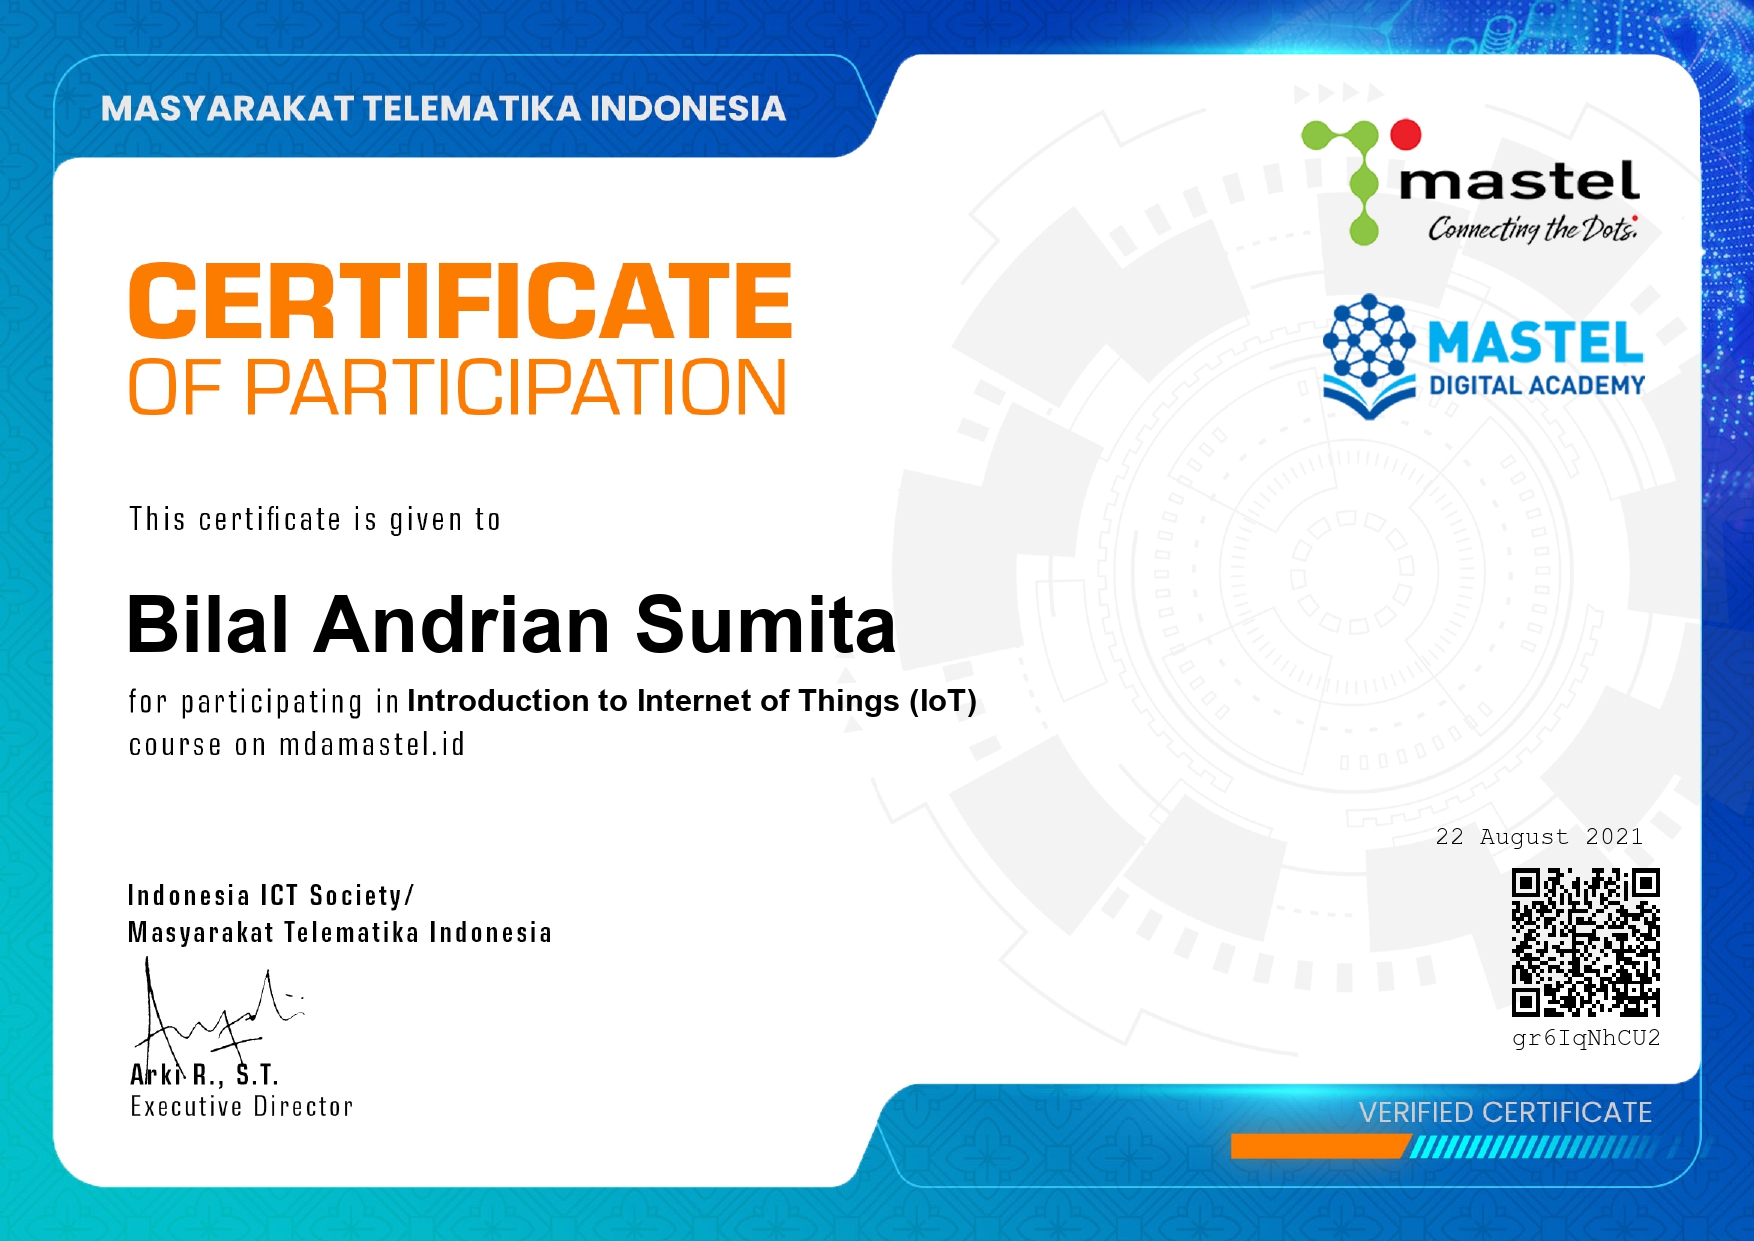 MASYARAKAT TELEMATIKA INDONESIA
mastel
Connecting the Dots.
MASTEL
DIGITAL ACADEMY
CERTIFICATE
OF PARTICIPATION
This certificate is given to
Bilal Andrian Sumita
for participating in Introduction to Internet of Things (IoT)
course on mdamastel.id
22 August 2021
Indonesia ICT Society/
Masyarakat Telematika Indonesia
Arki R., S.T.
Executive Director
gr6IqNhCU2
VERIFIED CERTIFICATE